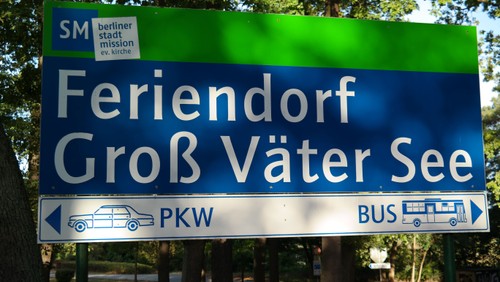 SM
berliner
stadt
mission
ev. kirche
Feriendorf
Groß Väter See
PKW BUS